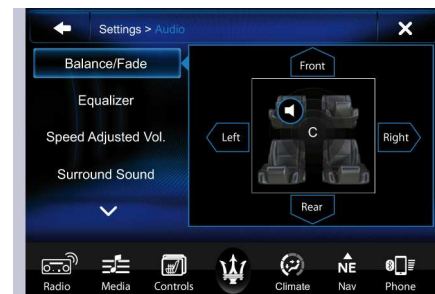 Settings > Audio
Balance/Fade
Equalizer
Speed Adjusted Vol.
Surround Sound
Front
Left
C
Right
Rear
Radio
Media
Controls
Climate
NE
Nav
Phone